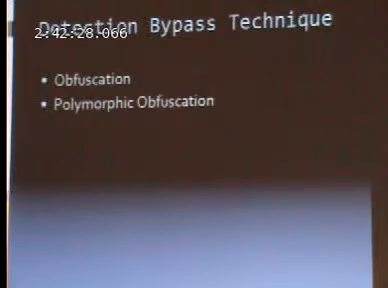 Detection Bypass Technique
2:42:28.066
• Obfuscation
• Polymorphic Obfuscation